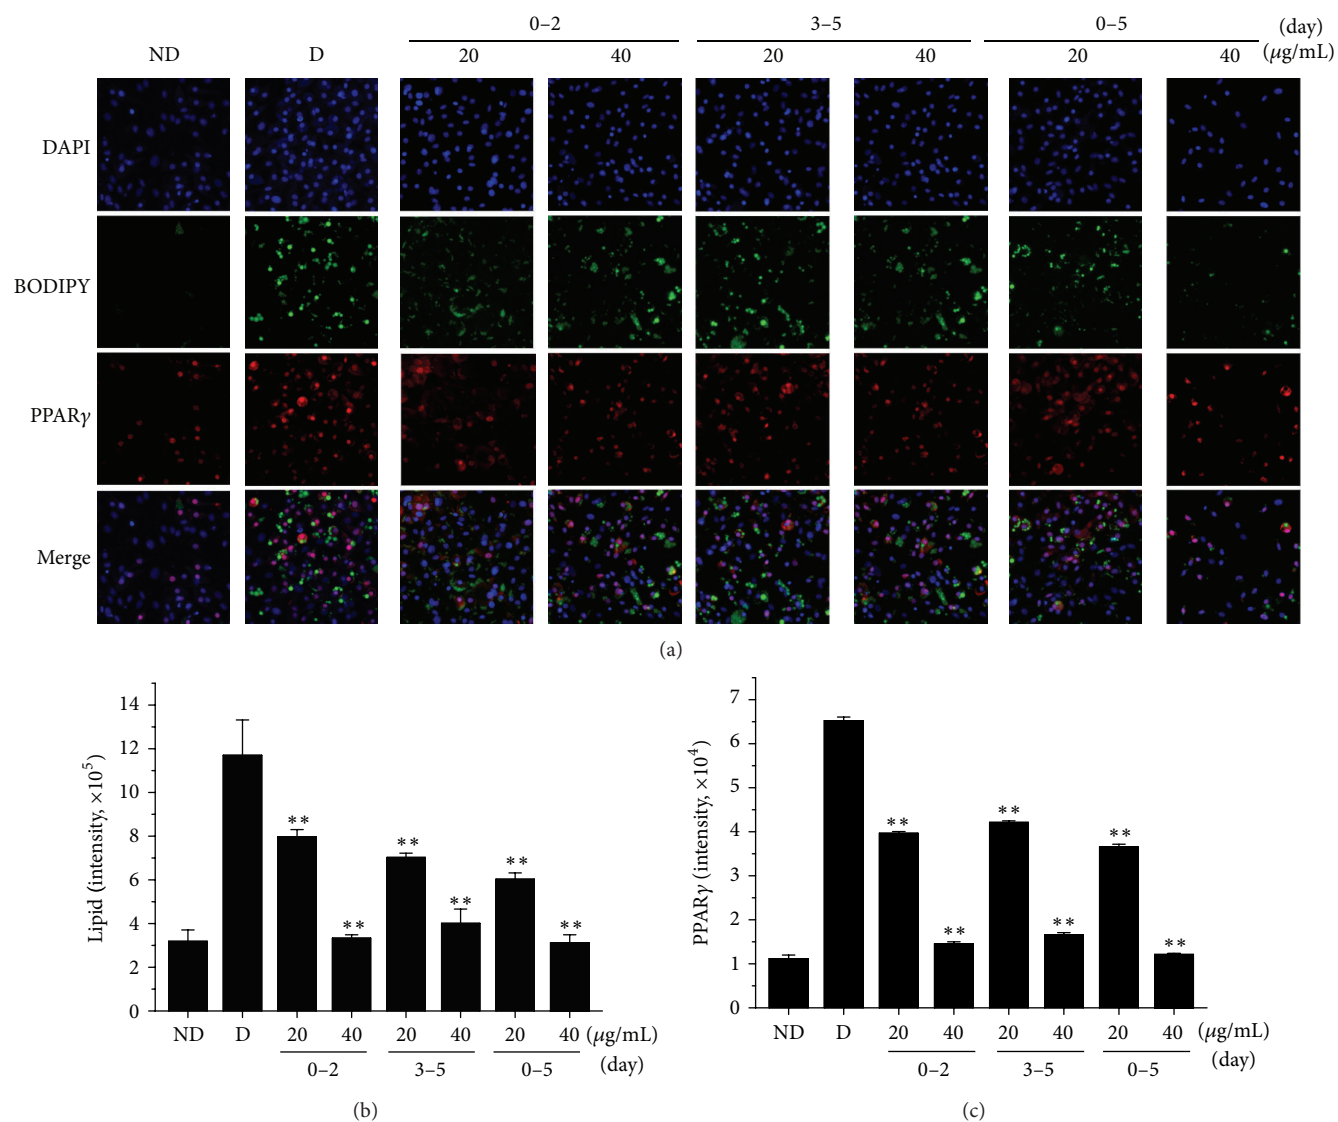 0–2 3–5 0–5 (day)
ND D 20 40 20 40 20 40 (μg/mL)
DAPI
BODIPY
PPARγ
Merge
(a)
14
12
10
8
6
4
2
0
Lipid (intensity, ×10⁵)
** ** ** ** ** **
ND D 20 40 20 40 20 40 (μg/mL)
0–2 3–5 0–5 (day)
(b)
7
6
5
4
3
2
1
0
PPARγ (intensity, ×10⁴)
** ** ** ** ** **
ND D 20 40 20 40 20 40 (μg/mL)
0–2 3–5 0–5 (day)
(c)